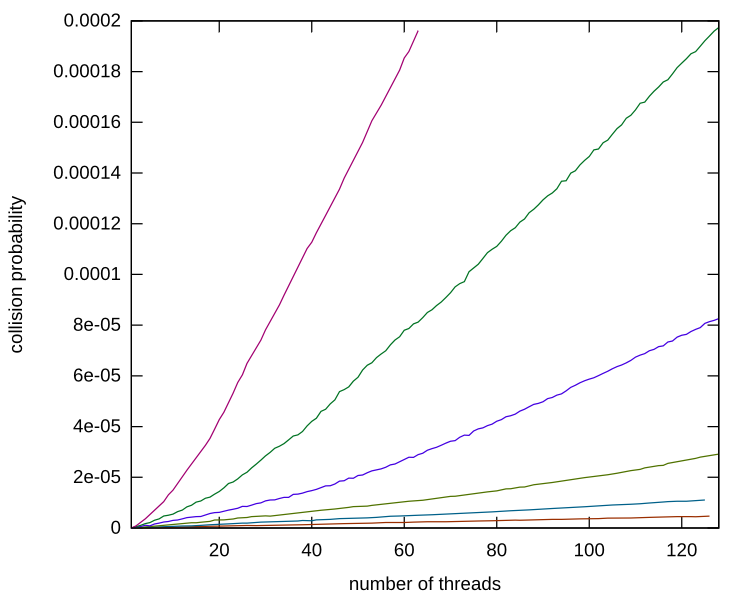 0.0002
0.00018
0.00016
0.00014
0.00012
0.0001
8e-05
6e-05
4e-05
2e-05
0
20 40 60 80 100 120
collision probability
number of threads